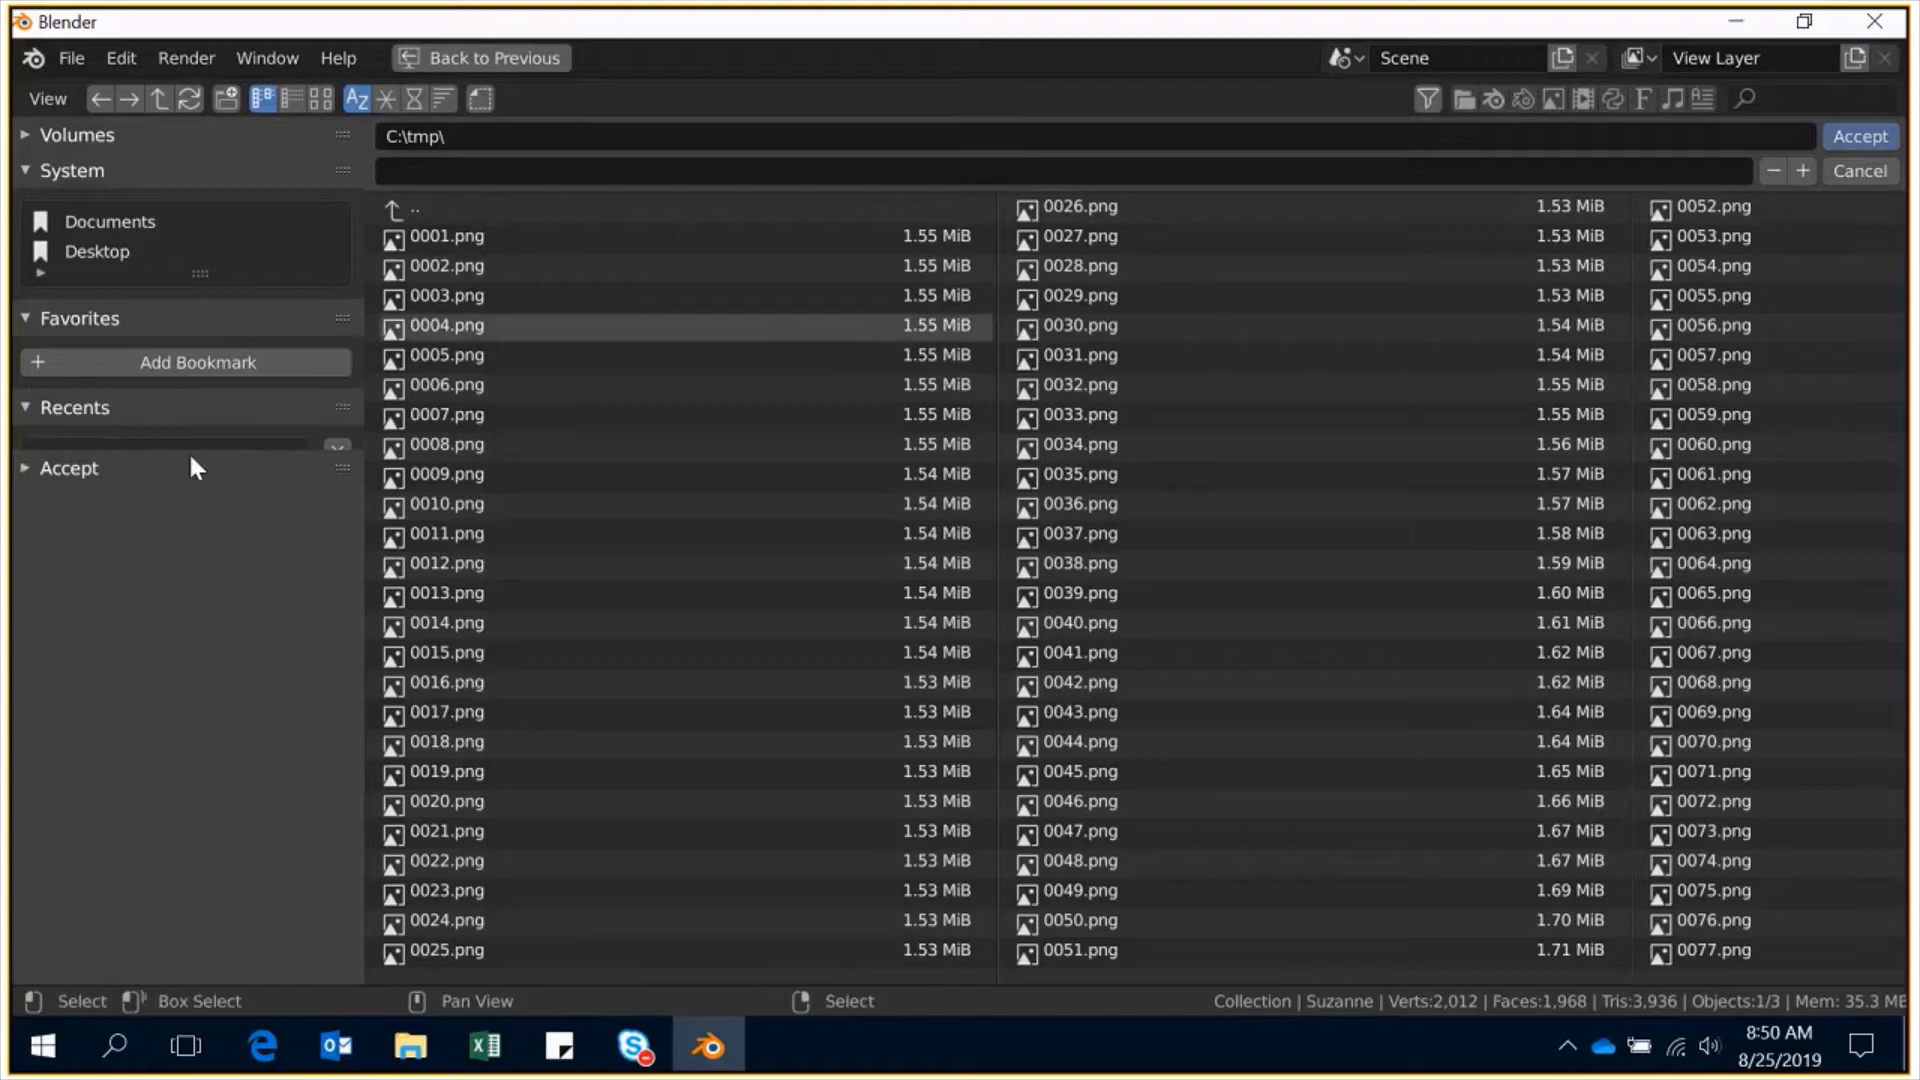 Blender
File Edit Render Window Help Back to Previous Scene View Layer
View
Volumes
System
Documents
Desktop
Favorites
Add Bookmark
Recents
Accept
C:\tmp\ Accept
Cancel
..
0001.png 1.55 MiB
0002.png 1.55 MiB
0003.png 1.55 MiB
0004.png 1.55 MiB
0005.png 1.55 MiB
0006.png 1.55 MiB
0007.png 1.55 MiB
0008.png 1.55 MiB
0009.png 1.54 MiB
0010.png 1.54 MiB
0011.png 1.54 MiB
0012.png 1.54 MiB
0013.png 1.54 MiB
0014.png 1.54 MiB
0015.png 1.54 MiB
0016.png 1.53 MiB
0017.png 1.53 MiB
0018.png 1.53 MiB
0019.png 1.53 MiB
0020.png 1.53 MiB
0021.png 1.53 MiB
0022.png 1.53 MiB
0023.png 1.53 MiB
0024.png 1.53 MiB
0025.png 1.53 MiB
0026.png 1.53 MiB
0027.png 1.53 MiB
0028.png 1.53 MiB
0029.png 1.53 MiB
0030.png 1.54 MiB
0031.png 1.54 MiB
0032.png 1.55 MiB
0033.png 1.55 MiB
0034.png 1.56 MiB
0035.png 1.57 MiB
0036.png 1.57 MiB
0037.png 1.58 MiB
0038.png 1.59 MiB
0039.png 1.60 MiB
0040.png 1.61 MiB
0041.png 1.62 MiB
0042.png 1.62 MiB
0043.png 1.64 MiB
0044.png 1.64 MiB
0045.png 1.65 MiB
0046.png 1.66 MiB
0047.png 1.67 MiB
0048.png 1.67 MiB
0049.png 1.69 MiB
0050.png 1.70 MiB
0051.png 1.71 MiB
0052.png
0053.png
0054.png
0055.png
0056.png
0057.png
0058.png
0059.png
0060.png
0061.png
0062.png
0063.png
0064.png
0065.png
0066.png
0067.png
0068.png
0069.png
0070.png
0071.png
0072.png
0073.png
0074.png
0075.png
0076.png
0077.png
Select Box Select Pan View Select Collection | Suzanne | Verts:2,012 | Faces:1,968 | Tris:3,936 | Objects:1/3 | Mem: 35.3 ME
8:50 AM
8/25/2019